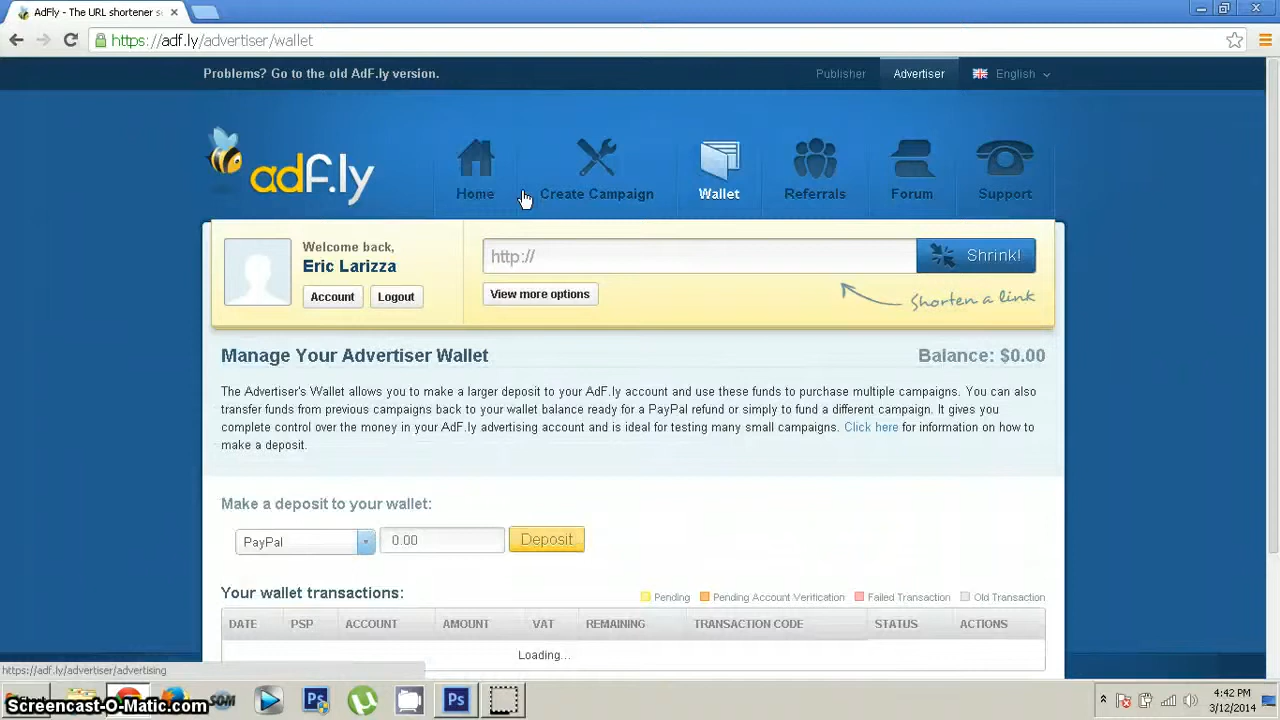 AdFly - The URL shortener s
https://adf.ly/advertiser/wallet
Problems? Go to the old AdF.ly version.
Publisher
Advertiser
English
adf.ly
Home
Create Campaign
Wallet
Referrals
Forum
Support
Welcome back,
Eric Larizza
Account
Logout
http://
Shrink!
View more options
Shorten a link
Manage Your Advertiser Wallet
Balance: $0.00
The Advertiser's Wallet allows you to make a larger deposit to your AdF.ly account and use these funds to purchase multiple campaigns. You can also
transfer funds from previous campaigns back to your wallet balance ready for a PayPal refund or simply to fund a different campaign. It gives you
complete control over the money in your AdF.ly advertising account and is ideal for testing many small campaigns. Click here for information on how to
make a deposit.
Make a deposit to your wallet:
PayPal
0.00
Deposit
Your wallet transactions:
Pending
Pending Account Verification
Failed Transaction
Old Transaction
DATE PSP ACCOUNT AMOUNT VAT REMAINING TRANSACTION CODE STATUS ACTIONS
Loading...
https://adf.ly/advertiser/advertising
SOM
Ps
Ps
4:42 PM
3/12/2014
Screencast-O-Matic.com